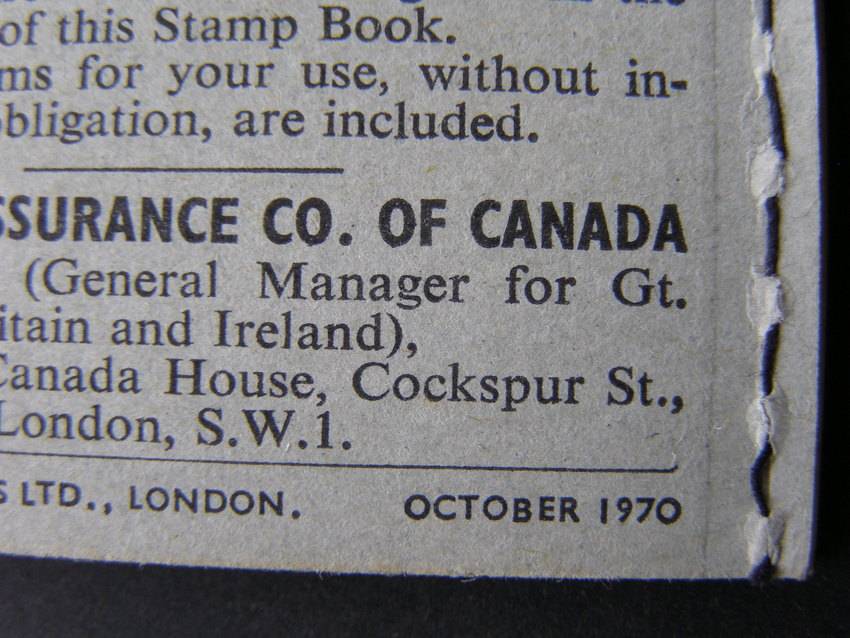 of this Stamp Book.
ms for your use, without in-
bligation, are included.
SSURANCE CO. OF CANADA
(General Manager for Gt.
itain and Ireland),
Canada House, Cockspur St.,
London, S.W.1.
S LTD., LONDON. OCTOBER 1970